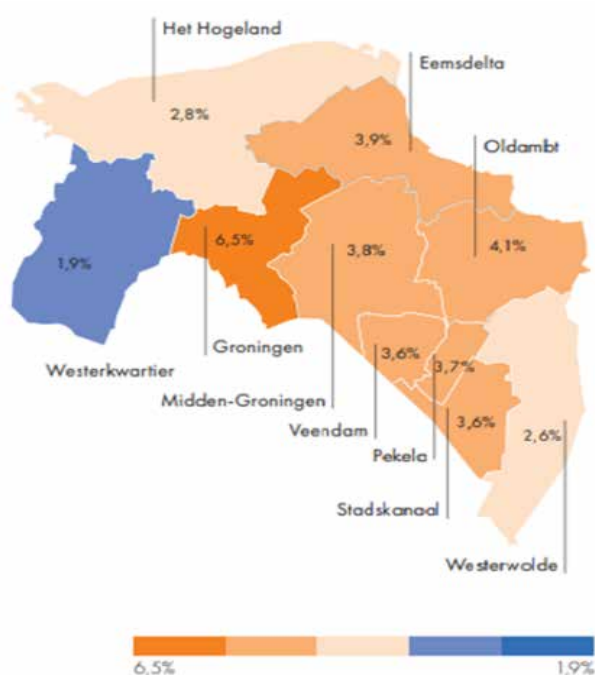 Het Hogeland
Eemsdelta
2,8%
3,9%
Oldambt
6,5%
3,8%
4,1%
1,9%
Groningen
3,6%
3,7%
Westerkwartier
Midden-Groningen
3,6%
2,6%
Veendam
Pekela
Stadskanaal
Westerwolde
6,5%
1,9%